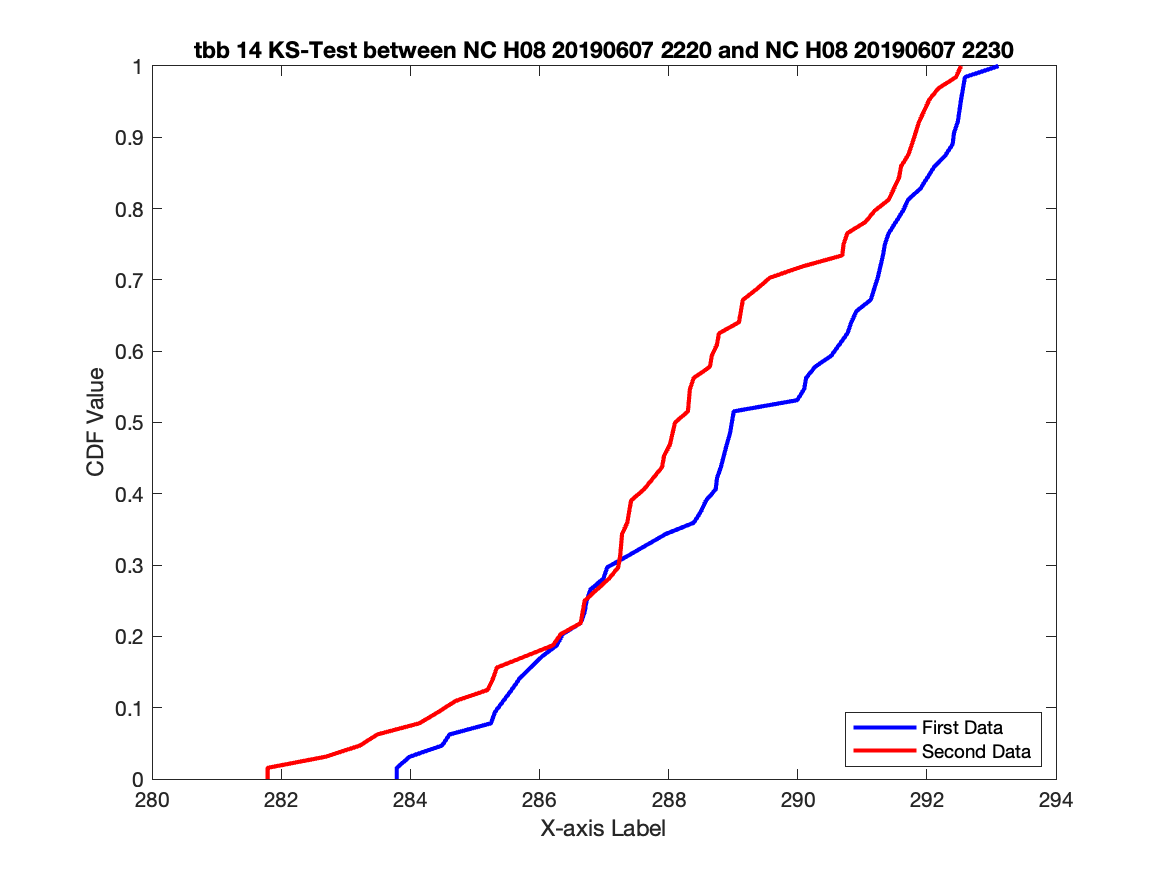 tbb 14 KS-Test between NC H08 20190607 2220 and NC H08 20190607 2230
1
0.9
0.8
0.7
0.6
0.5
0.4
0.3
0.2
0.1
0
CDF Value
First Data
Second Data
280 282 284 286 288 290 292 294
X-axis Label